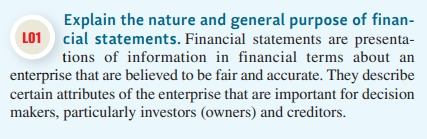 LO1
Explain the nature and general purpose of finan-
cial statements. Financial statements are presenta-
tions of information in financial terms about an
enterprise that are believed to be fair and accurate. They describe
certain attributes of the enterprise that are important for decision
makers, particularly investors (owners) and creditors.